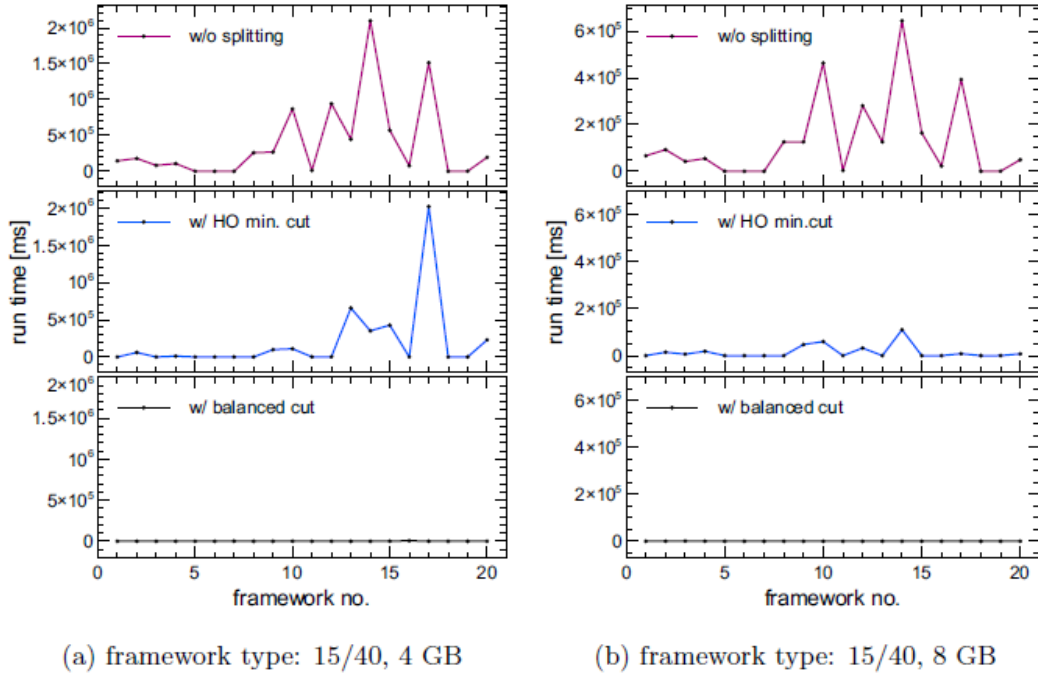 2×10⁶
1.5×10⁶
10⁶
5×10⁵
0
w/o splitting
2×10⁶
1.5×10⁶
10⁶
5×10⁵
0
w/ HO min. cut
run time [ms]
2×10⁶
1.5×10⁶
10⁶
5×10⁵
0
w/ balanced cut
0 5 10 15 20
framework no.
(a) framework type: 15/40, 4 GB
6×10⁵
4×10⁵
2×10⁵
0
w/o splitting
6×10⁵
4×10⁵
2×10⁵
0
w/ HO min.cut
run time [ms]
6×10⁵
4×10⁵
2×10⁵
0
w/ balanced cut
0 5 10 15 20
framework no.
(b) framework type: 15/40, 8 GB